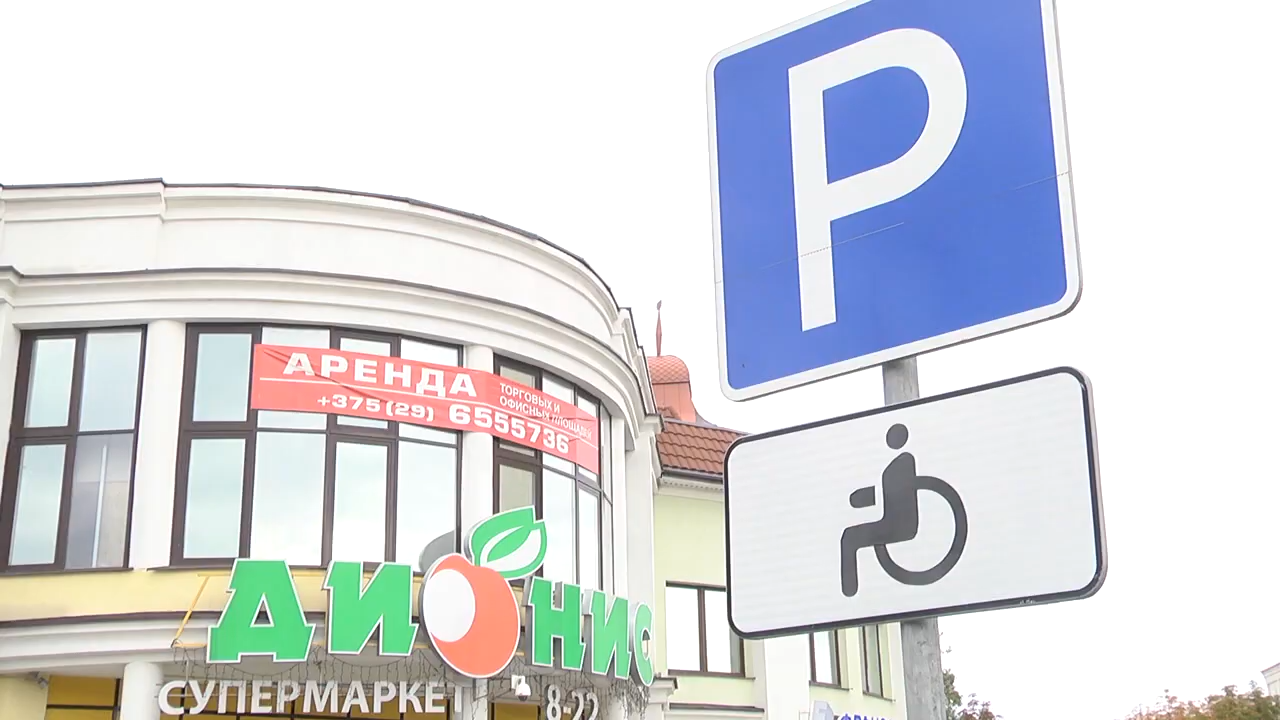 P
АРЕНДА
ТОРГОВЫХ И
ОФИСНЫХ ПЛОЩАДЕЙ
+375 (29) 6555736
ДИОНИС
СУПЕРМАРКЕТ
8-22